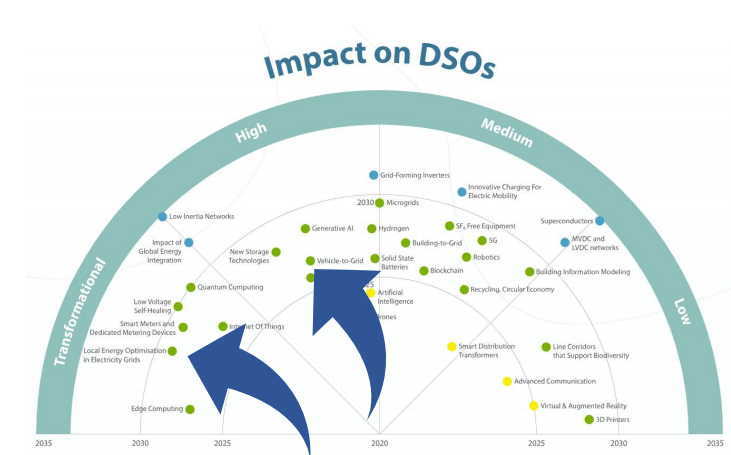 Impact on DSOs
High
Medium
Transformational
Low
Grid-Forming Inverters
Innovative Charging For
Electric Mobility
2030
Microgrids
Low Inertia Networks
Superconductors
Generative AI
Hydrogen
SF₆ Free Equipment
Impact of
Global Energy
Integration
Building-to-Grid
5G
MVDC and
LVDC networks
New Storage
Technologies
Vehicle-to-Grid
Solid State
Batteries
Robotics
Blockchain
Building Information Modeling
Quantum Computing
Artificial
Intelligence
Recycling, Circular Economy
Low Voltage
Self-Healing
Smart Meters and
Dedicated Metering Devices
Internet Of Things
Local Energy Optimisation
in Electricity Grids
Smart Distribution
Transformers
Line Corridors
that Support Biodiversity
Advanced Communication
Edge Computing
Virtual & Augmented Reality
3D Printers
2035
2030
2025
2020
2025
2030
2035